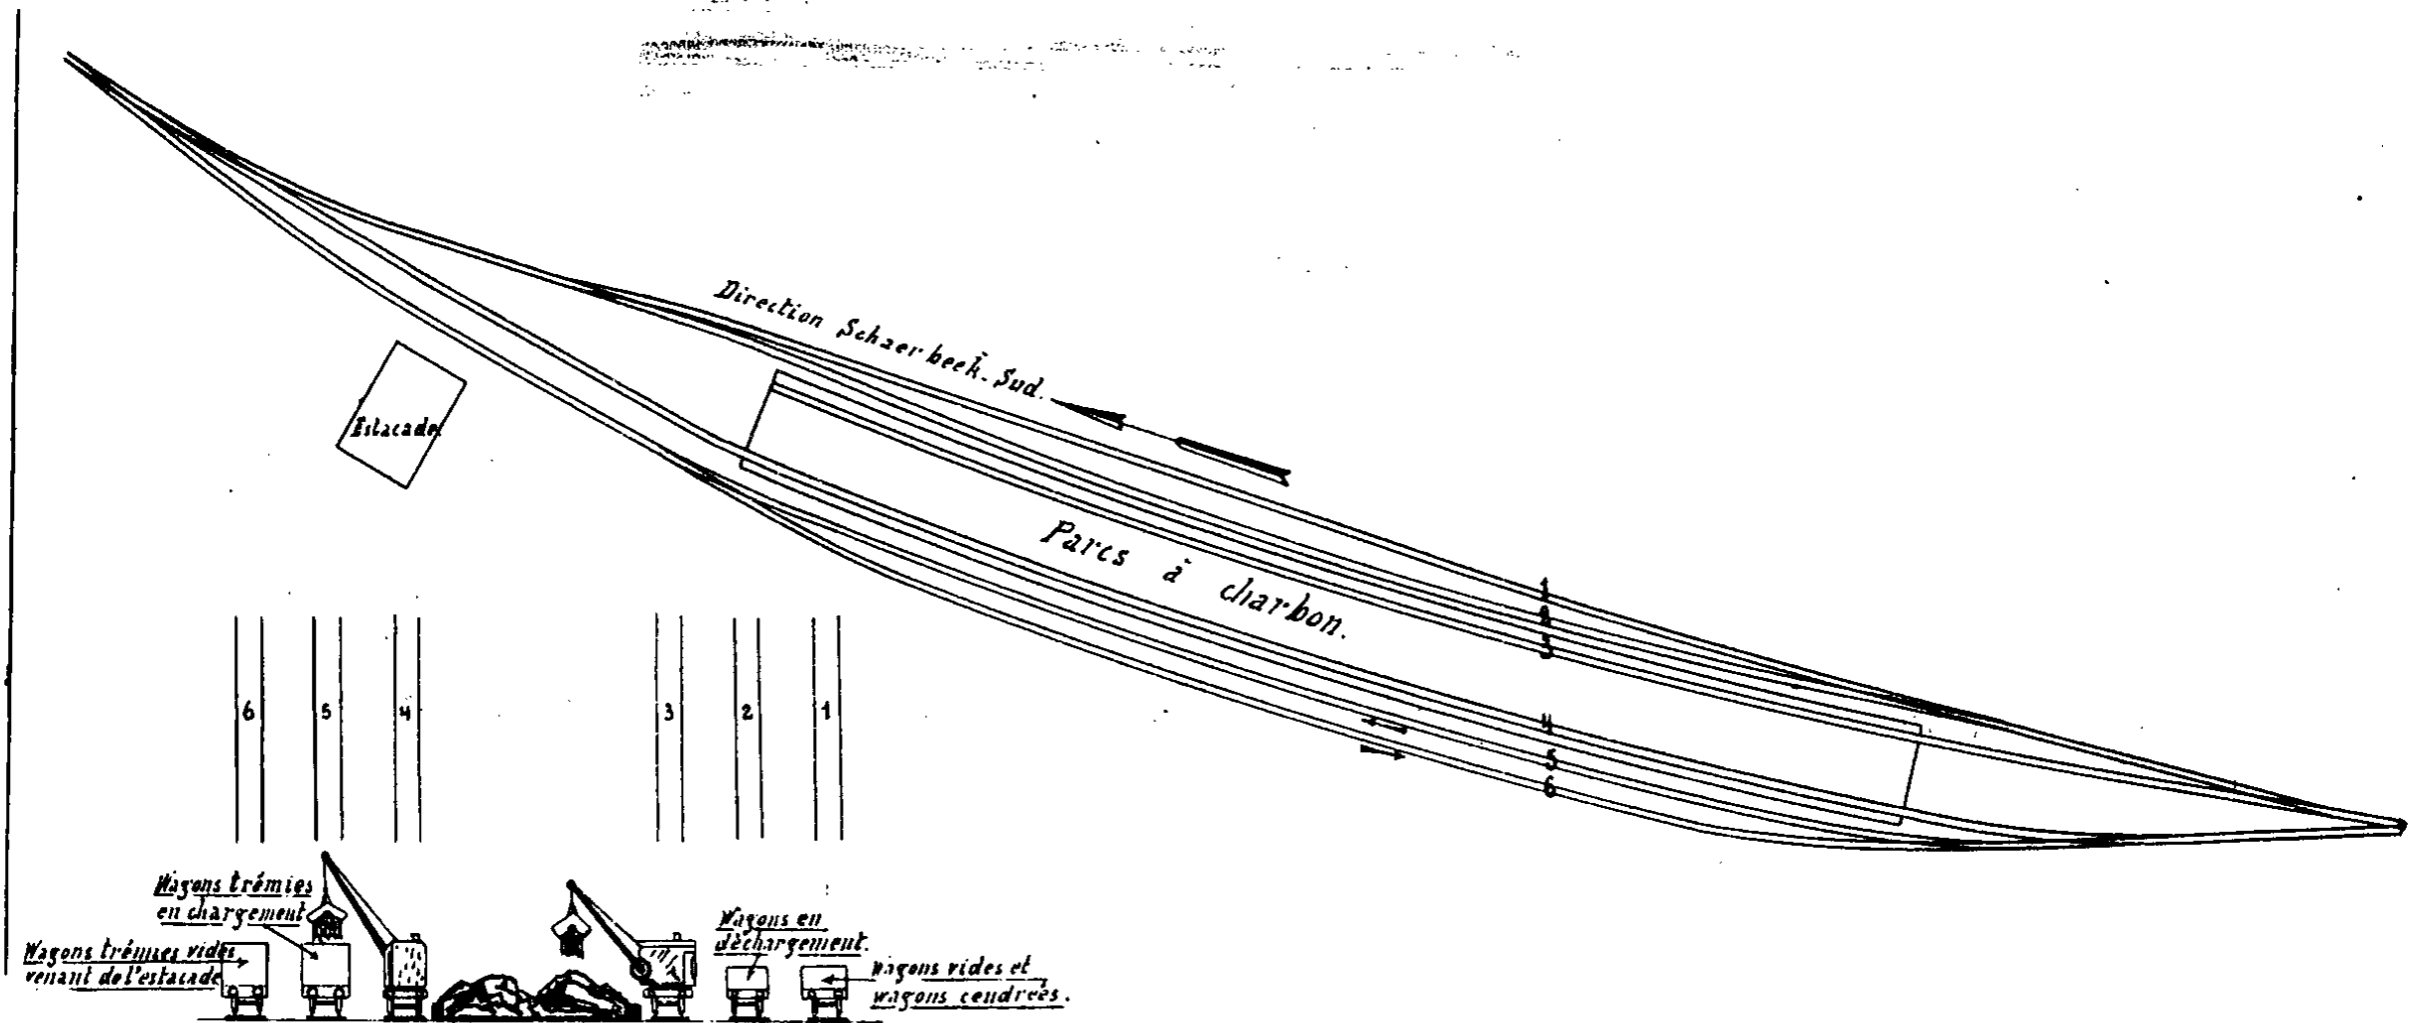 Direction Schaerbeek-Sud.
Estacade
Parcs à charbon.
1
2
3
4
5
6
6 5 4 3 2 1
Wagons trémies
en chargement
Wagons trémies vides
venant de l'estacade
Wagons en
dèchargement.
Wagons vides et
wagons cendrées.